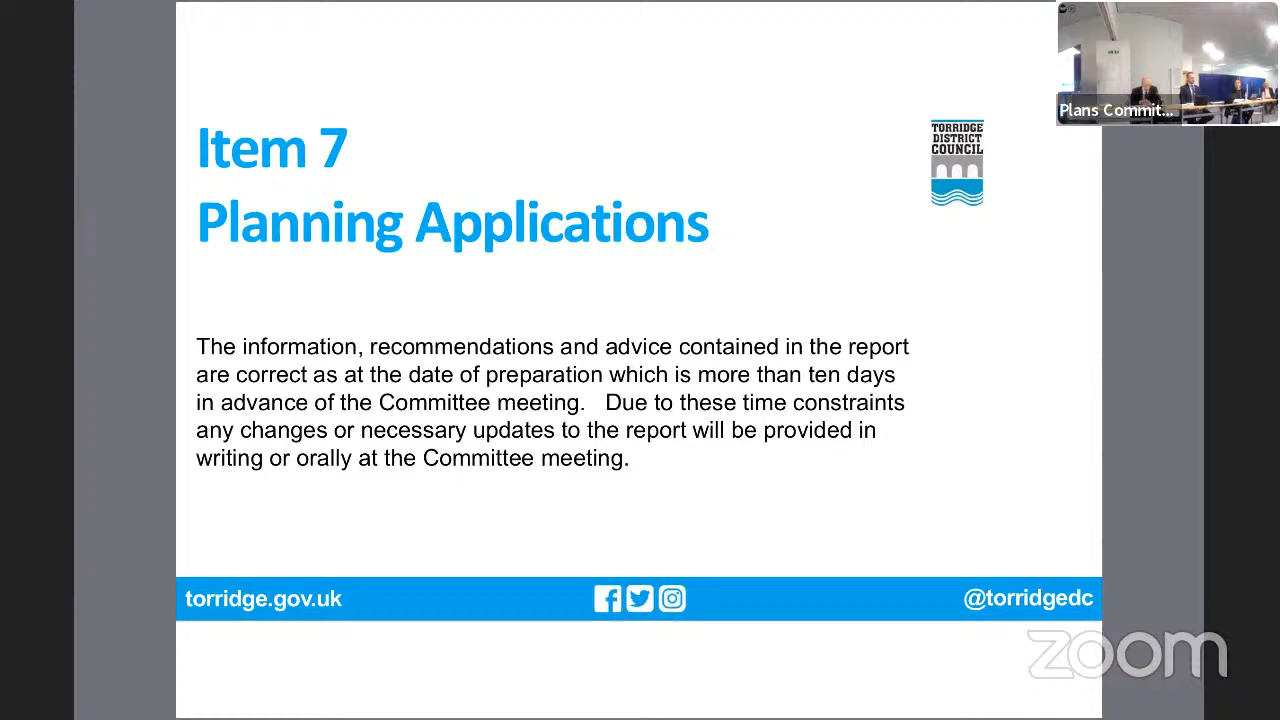 Item 7
Planning Applications
TORRIDGE
DISTRICT
COUNCIL
Plans Commit...
The information, recommendations and advice contained in the report
are correct as at the date of preparation which is more than ten days
in advance of the Committee meeting.   Due to these time constraints
any changes or necessary updates to the report will be provided in
writing or orally at the Committee meeting.
torridge.gov.uk
@torridgedc
zoom